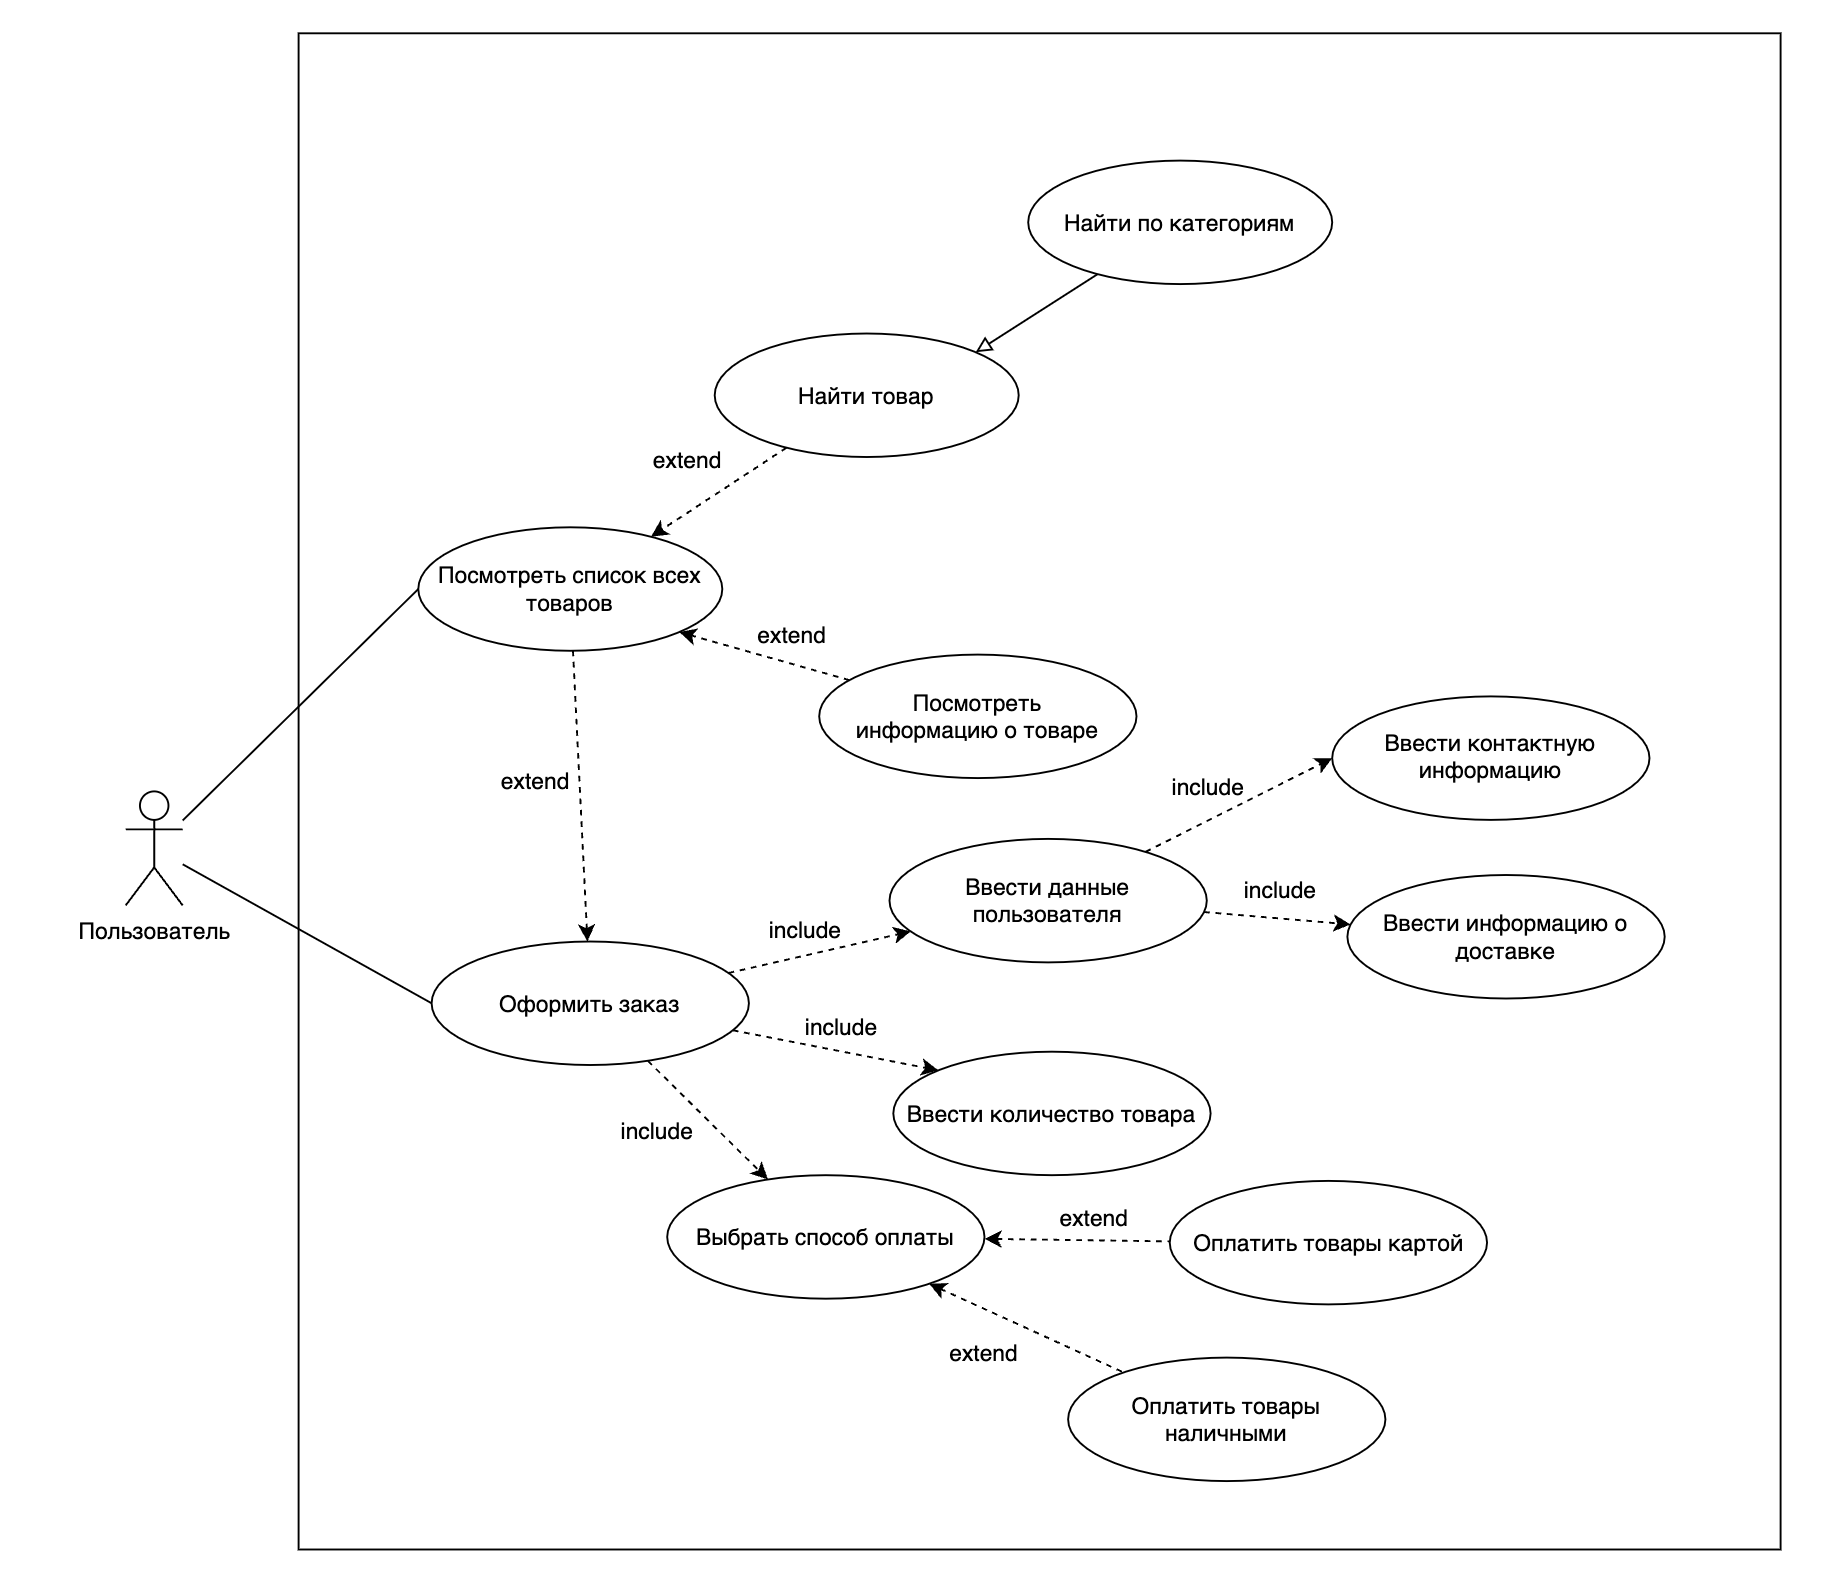 Найти по категориям
Найти товар
extend
Посмотреть список всех
товаров
extend
Посмотреть
информацию о товаре
extend
Ввести контактную
информацию
include
Ввести данные
пользователя
include
Ввести информацию о
доставке
Пользователь
include
Оформить заказ
include
Ввести количество товара
include
Выбрать способ оплаты
extend
Оплатить товары картой
extend
Оплатить товары
наличными